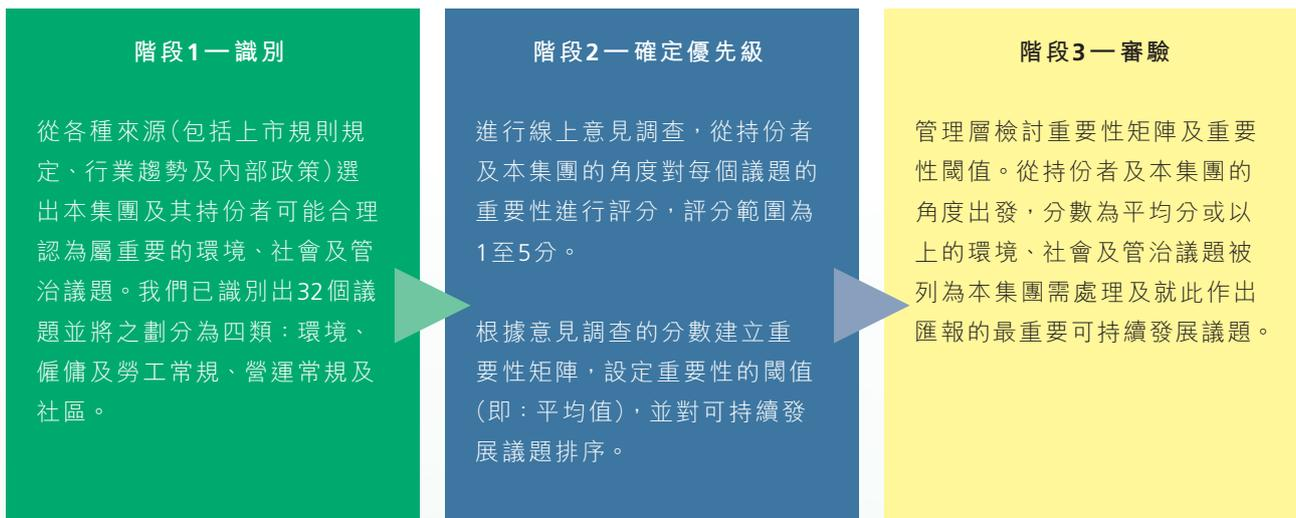 階段1—識別
從各種來源(包括上市規則規
定、行業趨勢及內部政策)選
出本集團及其持份者可能合理
認為屬重要的環境、社會及管
治議題。我們已識別出32個議
題並將之劃分為四類：環境、
僱傭及勞工常規、營運常規及
社區。
階段2—確定優先級
進行線上意見調查，從持份者
及本集團的角度對每個議題的
重要性進行評分，評分範圍為
1至5分。
根據意見調查的分數建立重
要性矩陣，設定重要性的閾值
(即：平均值)，並對可持續發
展議題排序。
階段3—審驗
管理層檢討重要性矩陣及重要
性閾值。從持份者及本集團的
角度出發，分數為平均分或以
上的環境、社會及管治議題被
列為本集團需處理及就此作出
匯報的最重要可持續發展議題。